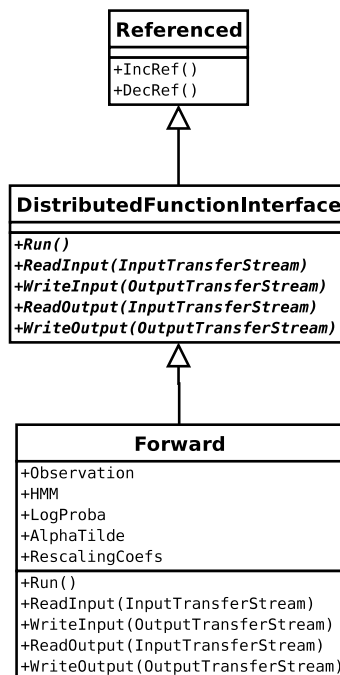 Referenced
+IncRef()
+DecRef()
DistributedFunctionInterface
+Run()
+ReadInput(InputTransferStream)
+WriteInput(OutputTransferStream)
+ReadOutput(InputTransferStream)
+WriteOutput(OutputTransferStream)
Forward
+Observation
+HMM
+LogProba
+AlphaTilde
+RescalingCoefs
+Run()
+ReadInput(InputTransferStream)
+WriteInput(OutputTransferStream)
+ReadOutput(InputTransferStream)
+WriteOutput(OutputTransferStream)